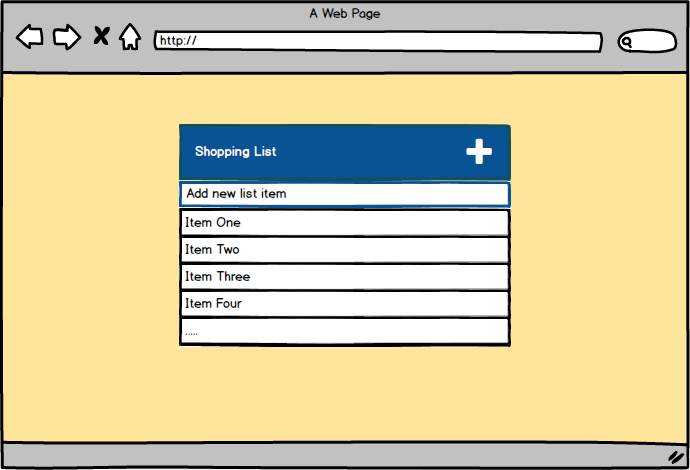 A Web Page
http://
Shopping List
Add new list item
Item One
Item Two
Item Three
Item Four
.....